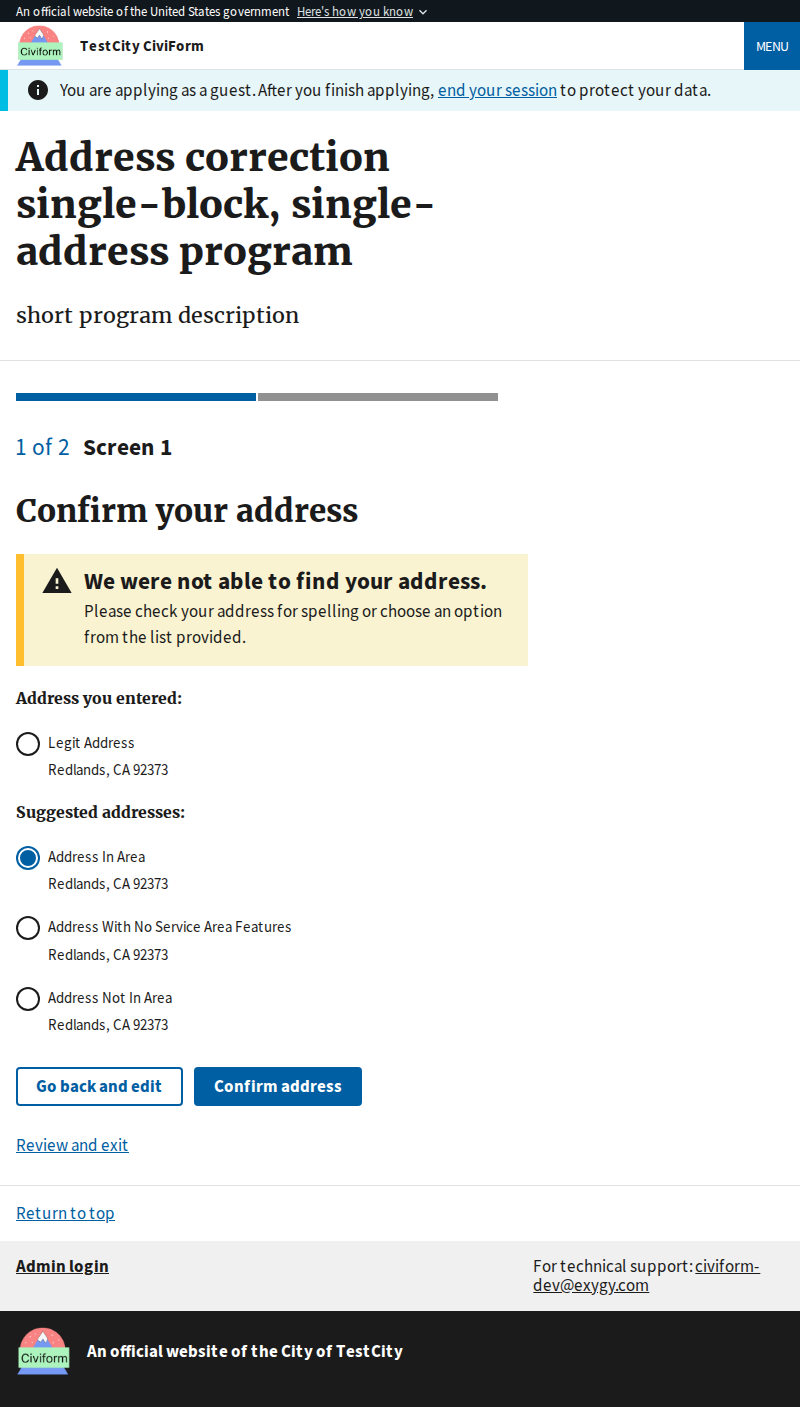 An official website of the United States government Here's how you know
Civiform
TestCity CiviForm
MENU
You are applying as a guest. After you finish applying, end your session to protect your data.
Address correction
single-block, single-
address program
short program description
1 of 2 Screen 1
Confirm your address
We were not able to find your address.
Please check your address for spelling or choose an option
from the list provided.
Address you entered:
Legit Address
Redlands, CA 92373
Suggested addresses:
Address In Area
Redlands, CA 92373
Address With No Service Area Features
Redlands, CA 92373
Address Not In Area
Redlands, CA 92373
Go back and edit
Confirm address
Review and exit
Return to top
Admin login
For technical support: civiform-
dev@exygy.com
Civiform
An official website of the City of TestCity